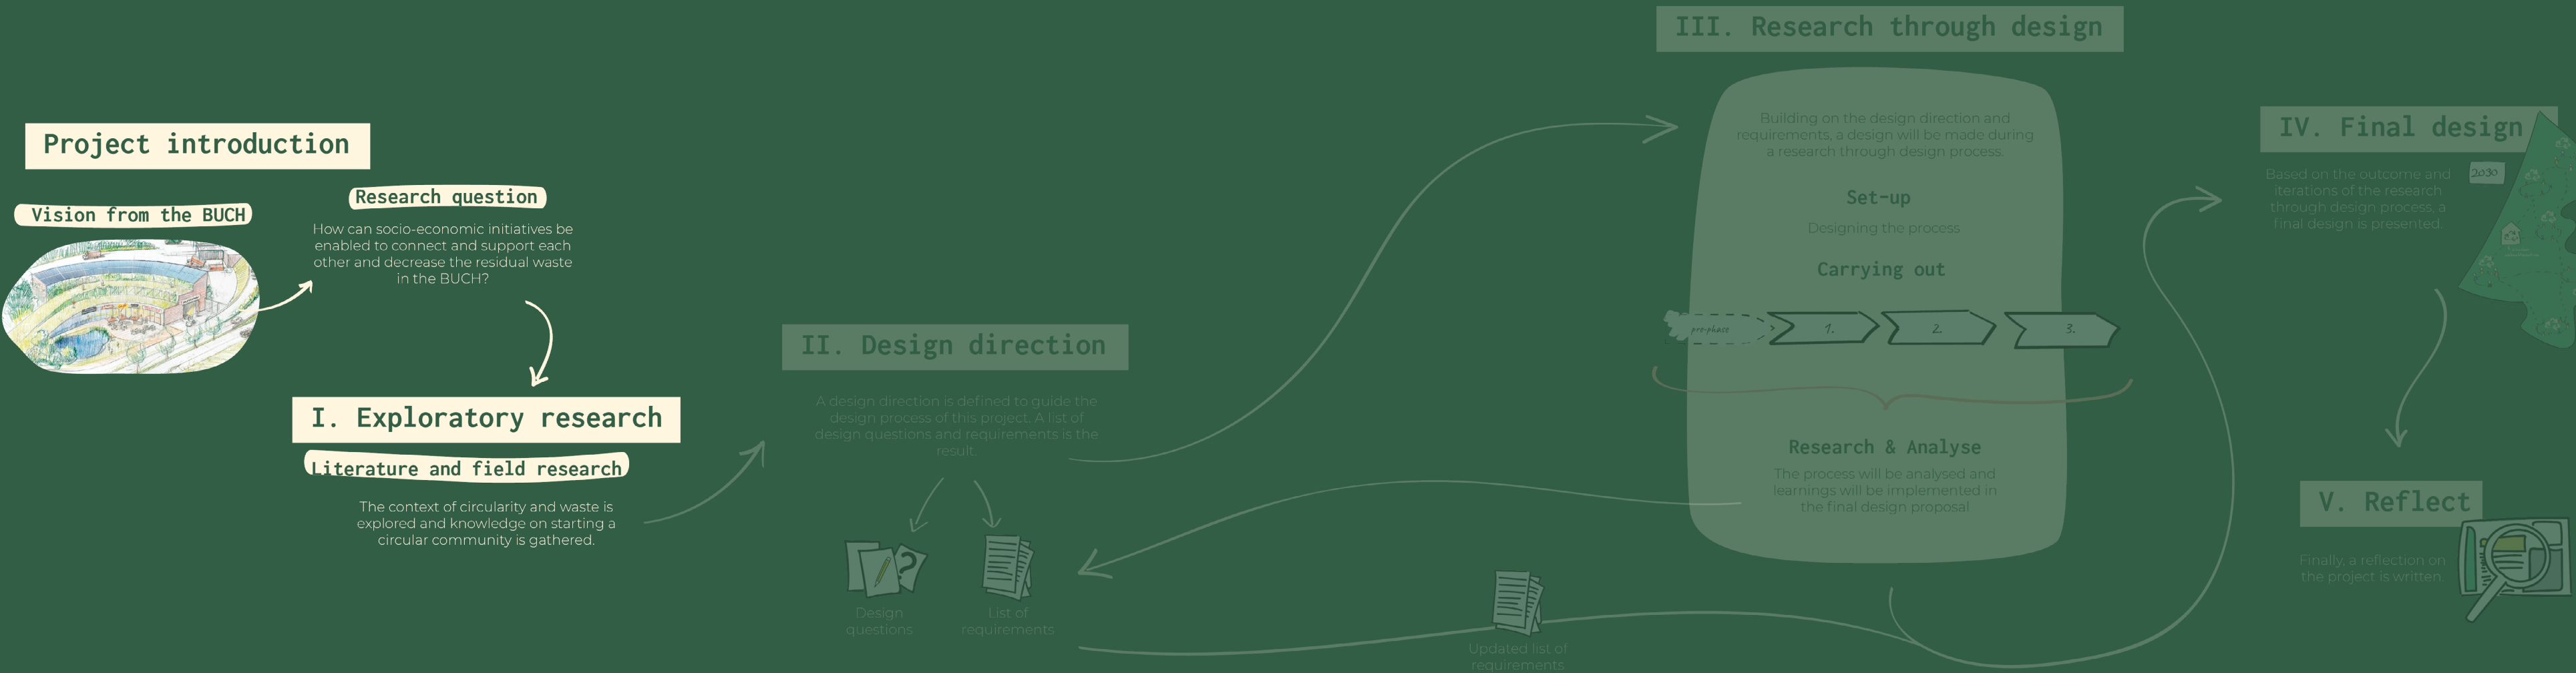 Project introduction
Vision from the BUCH
Research question
How can socio-economic initiatives be
enabled to connect and support each
other and decrease the residual waste
in the BUCH?
I. Exploratory research
Literature and field research
The context of circularity and waste is
explored and knowledge on starting a
circular community is gathered.
II. Design direction
A design direction is defined to guide the
design process of this project. A list of
design questions and requirements is the
result.
Design
questions
List of
requirements
III. Research through design
Building on the design direction and
requirements, a design will be made during
a research through design process.
Set-up
Designing the process
Carrying out
pre-phase
1.
2.
3.
Research & Analyse
The process will be analysed and
learnings will be implemented in
the final design proposal
Updated list of
requirements
IV. Final design
Based on the outcome and
iterations of the research
through design process, a
final design is presented.
2030
V. Reflect
Finally, a reflection on
the project is written.